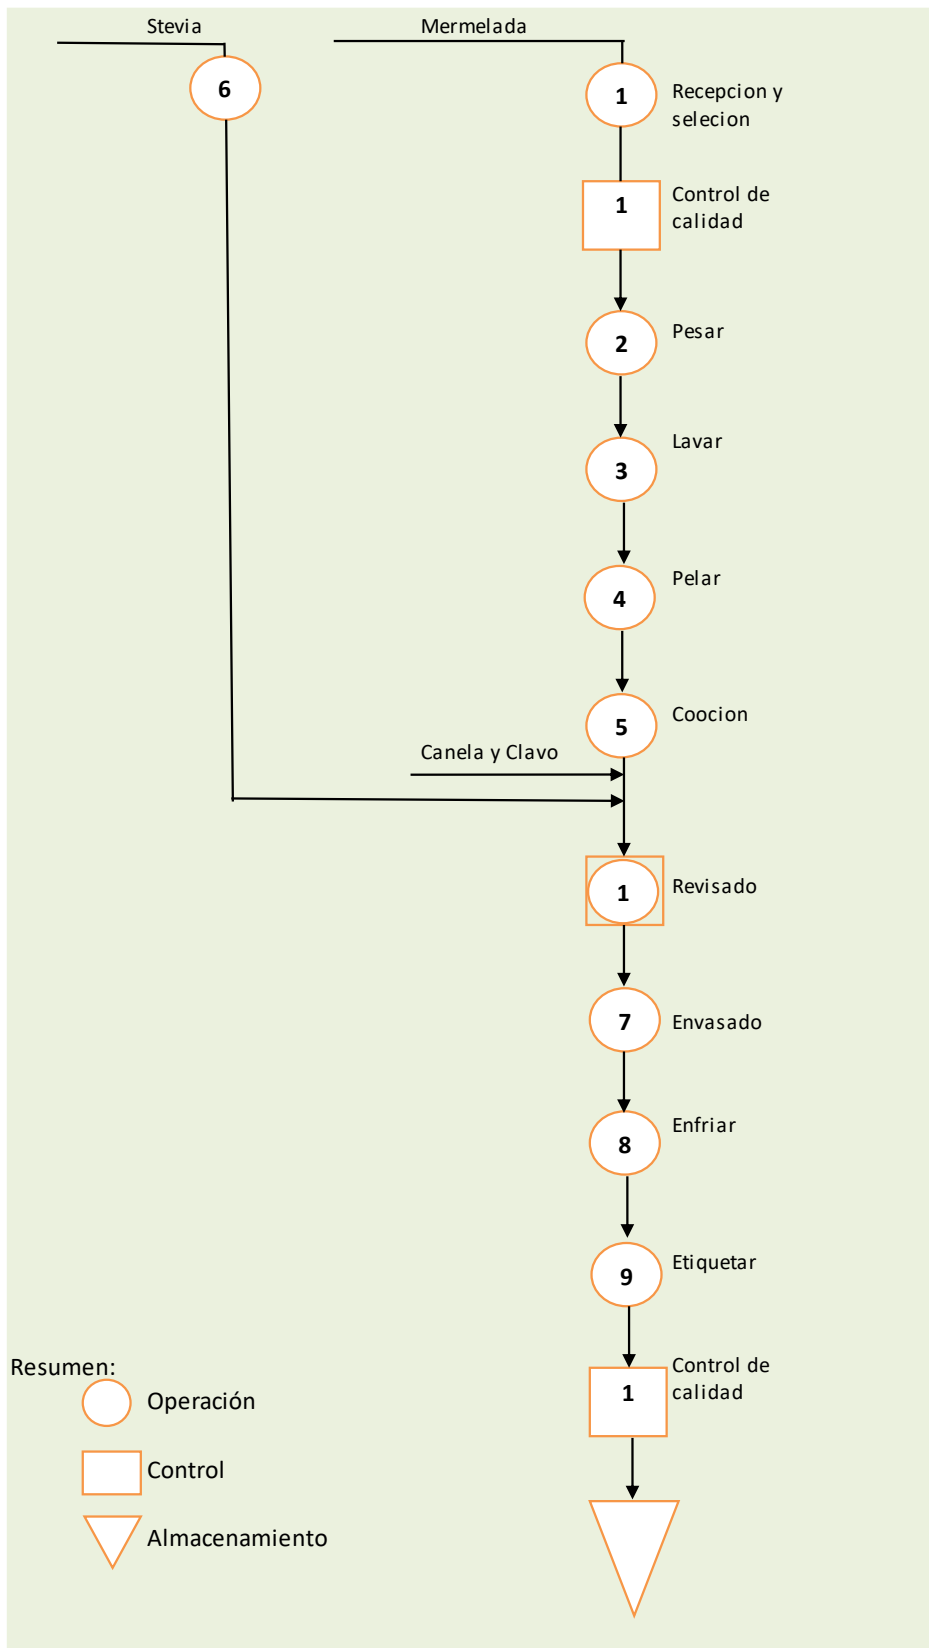 Stevia
Mermelada
6
1
Recepcion y
selecion
1
Control de
calidad
2
Pesar
3
Lavar
4
Pelar
5
Coocion
Canela y Clavo
1
Revisado
7
Envasado
8
Enfriar
9
Etiquetar
1
Control de
calidad
Resumen:
Operación
Control
Almacenamiento